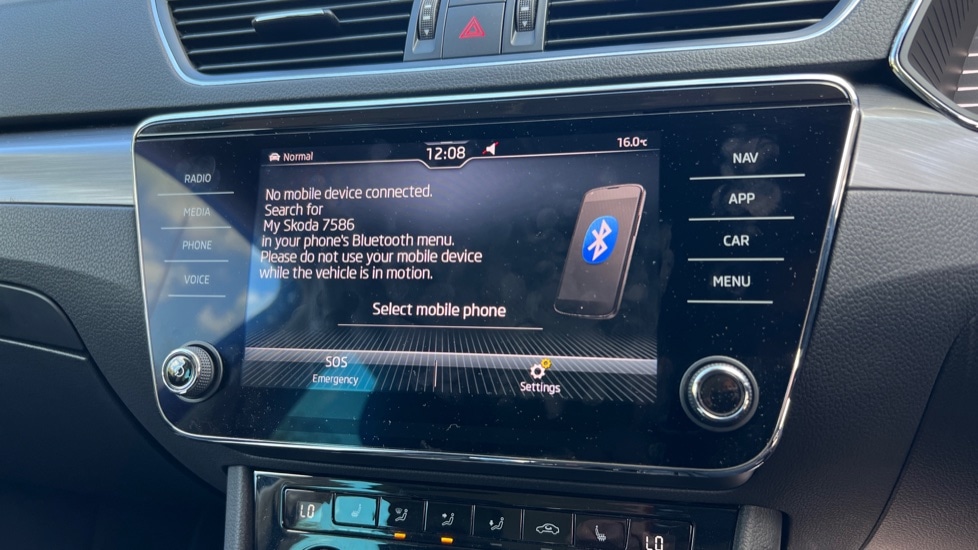 Normal
12:08
16.0°C
RADIO
MEDIA
PHONE
VOICE
No mobile device connected.
Search for
My Skoda 7586
in your phone's Bluetooth menu.
Please do not use your mobile device
while the vehicle is in motion.
Select mobile phone
SOS
Emergency
Settings
NAV
APP
CAR
MENU
LO
LO